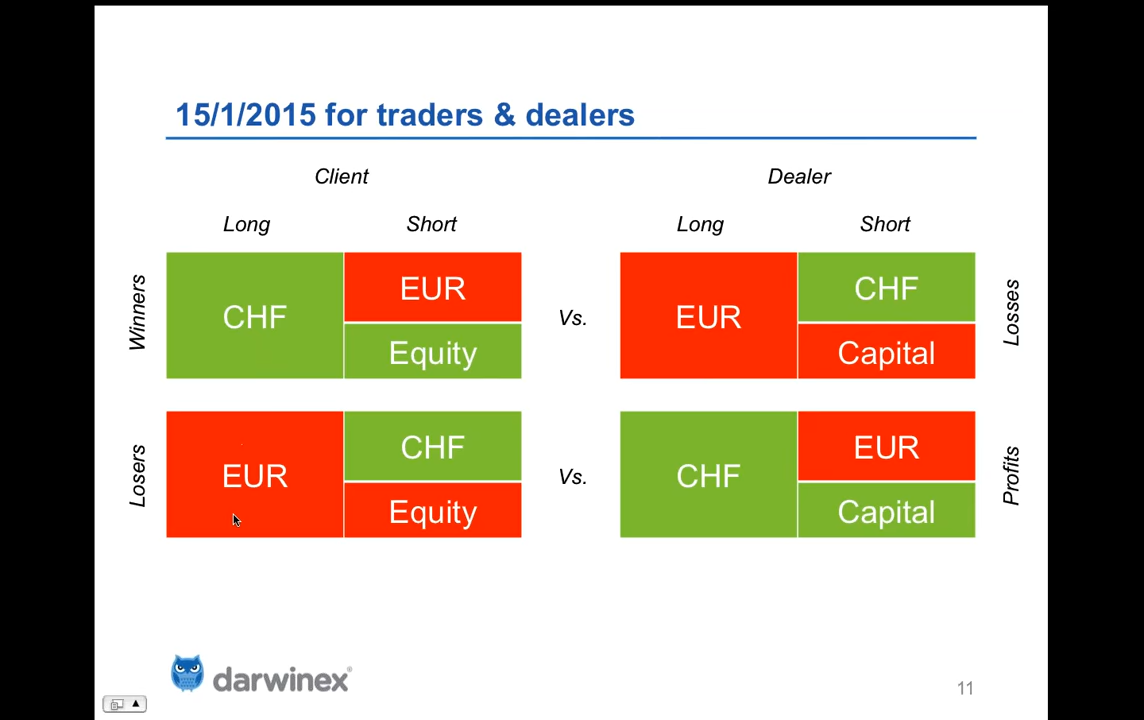 15/1/2015 for traders & dealers
Client
Dealer
Long
Short
Long
Short
Winners
CHF
EUR
Equity
Vs.
EUR
CHF
Capital
Losses
Losers
EUR
CHF
Equity
Vs.
CHF
EUR
Capital
Profits
darwinex®
11